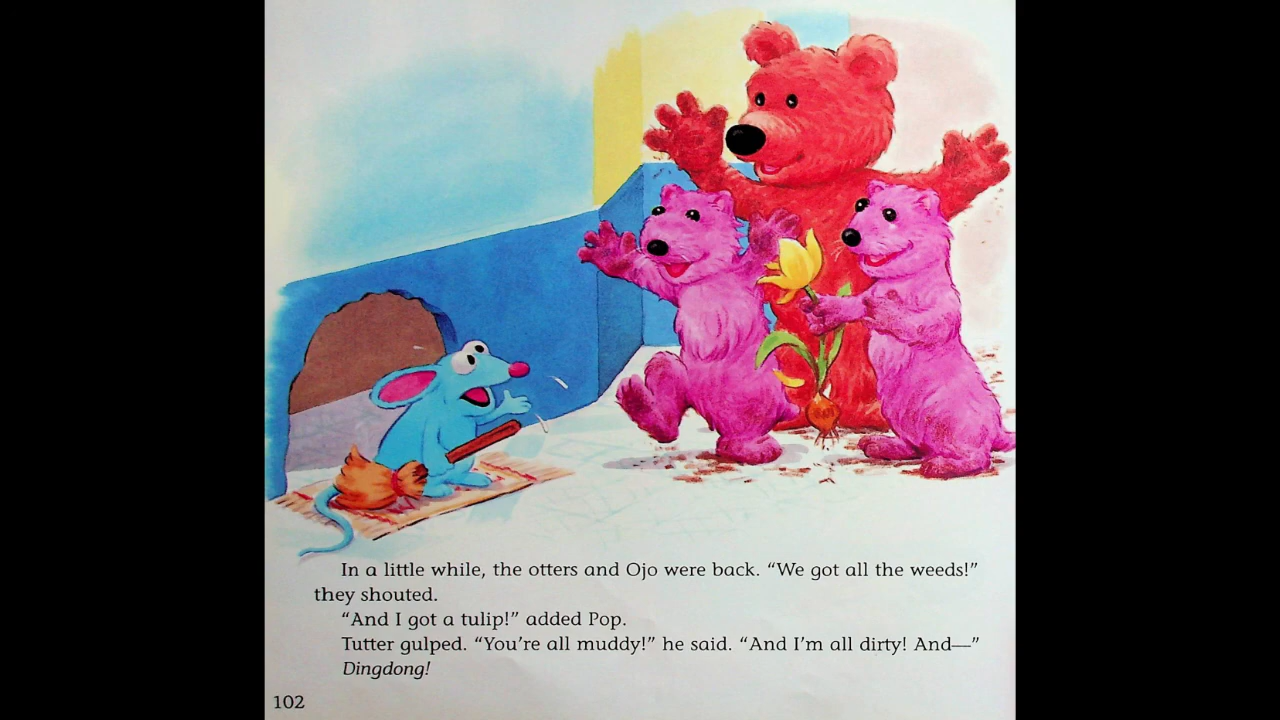 In a little while, the otters and Ojo were back. “We got all the weeds!”
they shouted.
“And I got a tulip!” added Pop.
Tutter gulped. “You’re all muddy!” he said. “And I’m all dirty! And—”
Dingdong!
102